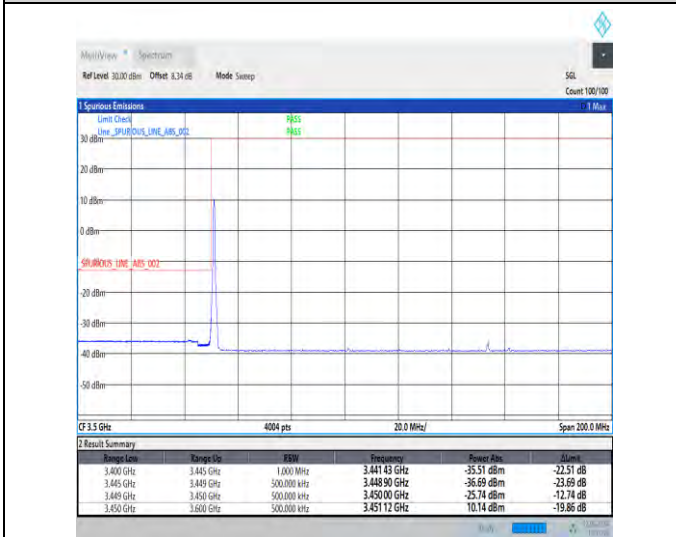 MultiView Spectrum
Ref Level 30.00 dBm Offset 8.34 dB Mode Sweep SGL
Count 100/100
1 Spurious Emissions 1 Max
Limit Check PASS
Line _SPURIOUS_LINE_ABS_002 PASS
30 dBm
20 dBm
10 dBm
0 dBm
_SPURIOUS_LINE_ABS_002
-20 dBm
-30 dBm
-40 dBm
-50 dBm
CF 3.5 GHz 4004 pts 20.0 MHz/ Span 200.0 MHz
2 Result Summary
Range Low Range Up RBW Frequency Power Abs ΔLimit
3.400 GHz 3.445 GHz 1.000 MHz 3.441 43 GHz -35.51 dBm -22.51 dB
3.445 GHz 3.449 GHz 500.000 kHz 3.448 90 GHz -36.69 dBm -23.69 dB
3.449 GHz 3.450 GHz 500.000 kHz 3.450 00 GHz -25.74 dBm -12.74 dB
3.450 GHz 3.600 GHz 500.000 kHz 3.451 12 GHz 10.14 dBm -19.86 dB